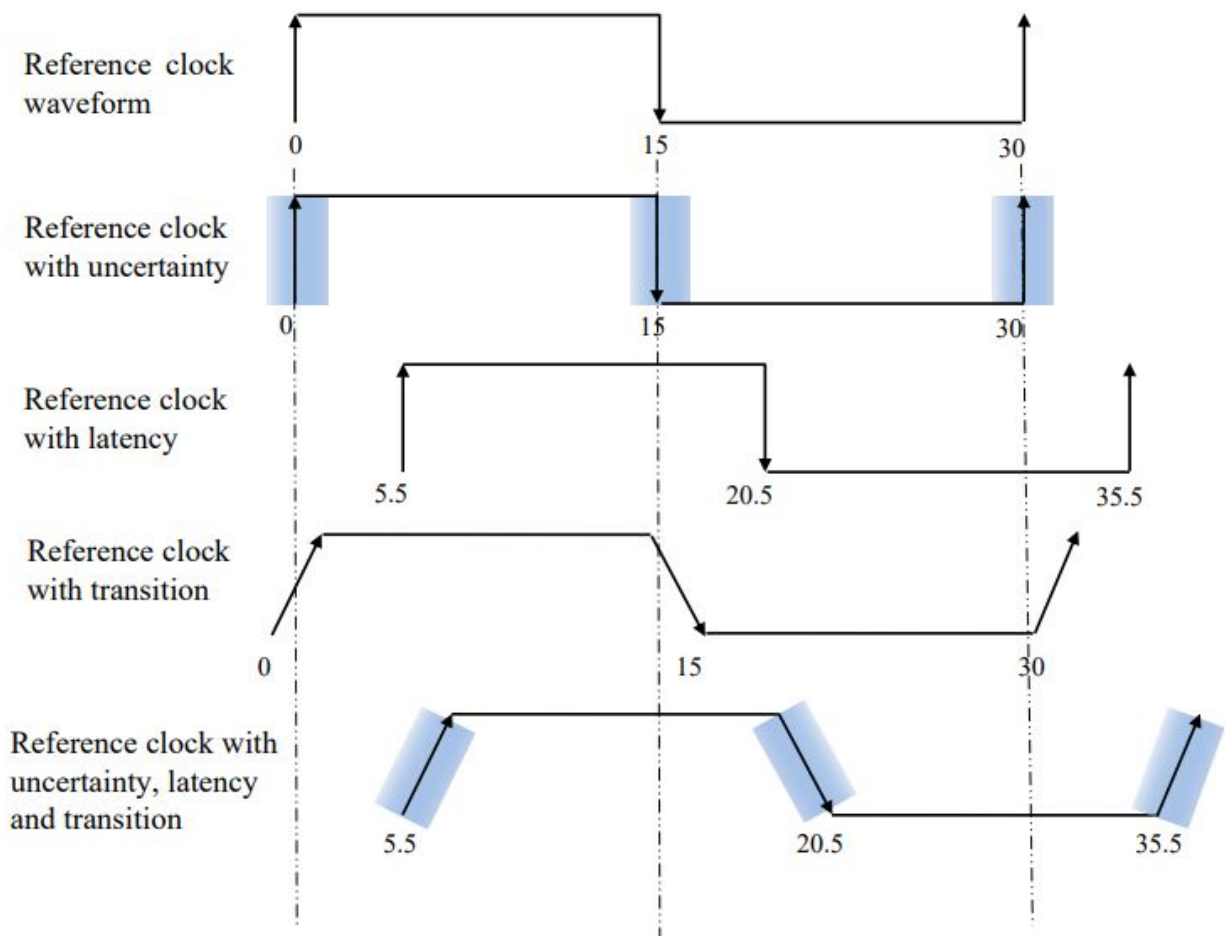 Reference clock
waveform
0
15
30
Reference clock
with uncertainty
0
15
30
Reference clock
with latency
5.5
20.5
35.5
Reference clock
with transition
0
15
30
Reference clock with
uncertainty, latency
and transition
5.5
20.5
35.5